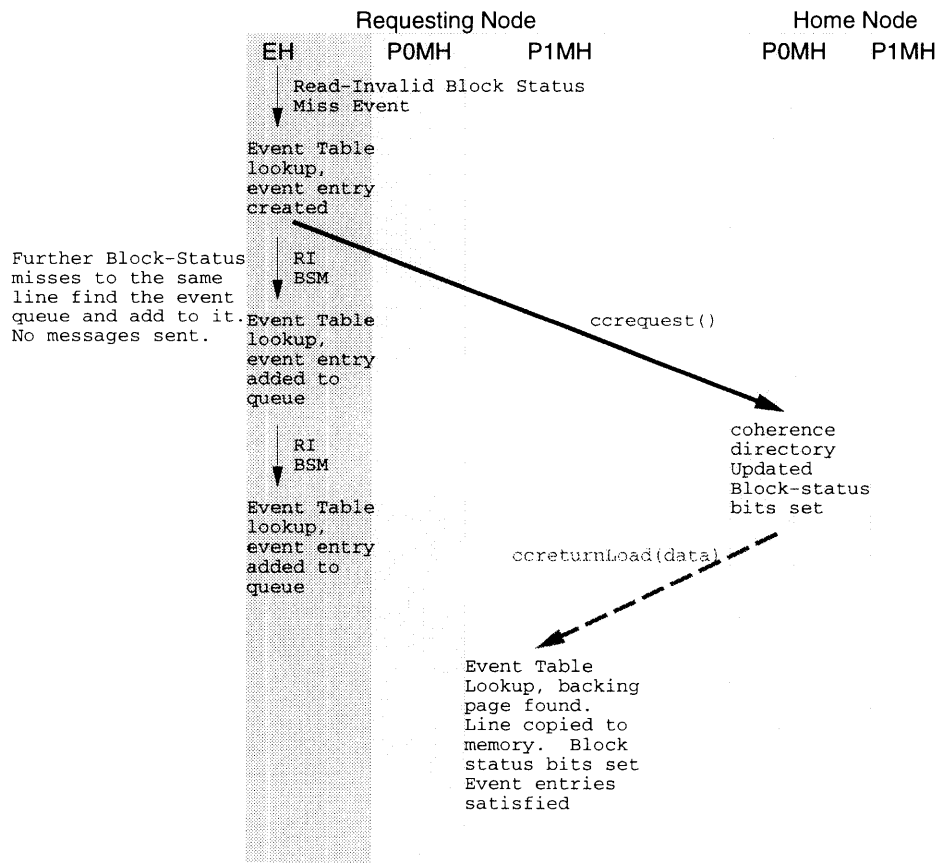 Requesting Node
Home Node
EH
P0MH
P1MH
P0MH
P1MH
Read-Invalid Block Status
Miss Event
Event Table
lookup,
event entry
created
Further Block-Status
misses to the same
line find the event
queue and add to it.
No messages sent.
RI
BSM
Event Table
lookup,
event entry
added to
queue
ccrequest()
RI
BSM
Event Table
lookup,
event entry
added to
queue
coherence
directory
Updated
Block-status
bits set
ccreturnLoad(data)
Event Table
Lookup, backing
page found.
Line copied to
memory. Block
status bits set
Event entries
satisfied